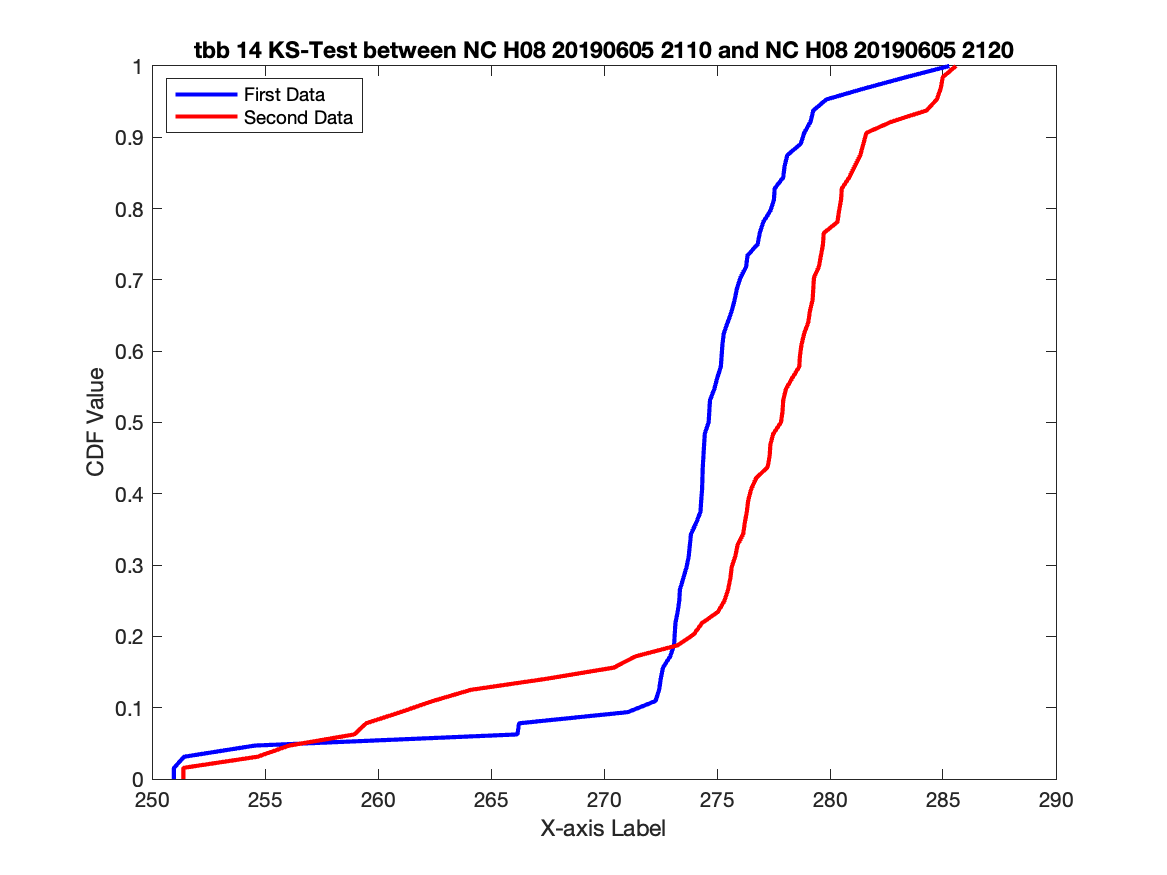 tbb 14 KS-Test between NC H08 20190605 2110 and NC H08 20190605 2120
First Data
Second Data
1
0.9
0.8
0.7
0.6
0.5
0.4
0.3
0.2
0.1
0
CDF Value
250 255 260 265 270 275 280 285 290
X-axis Label